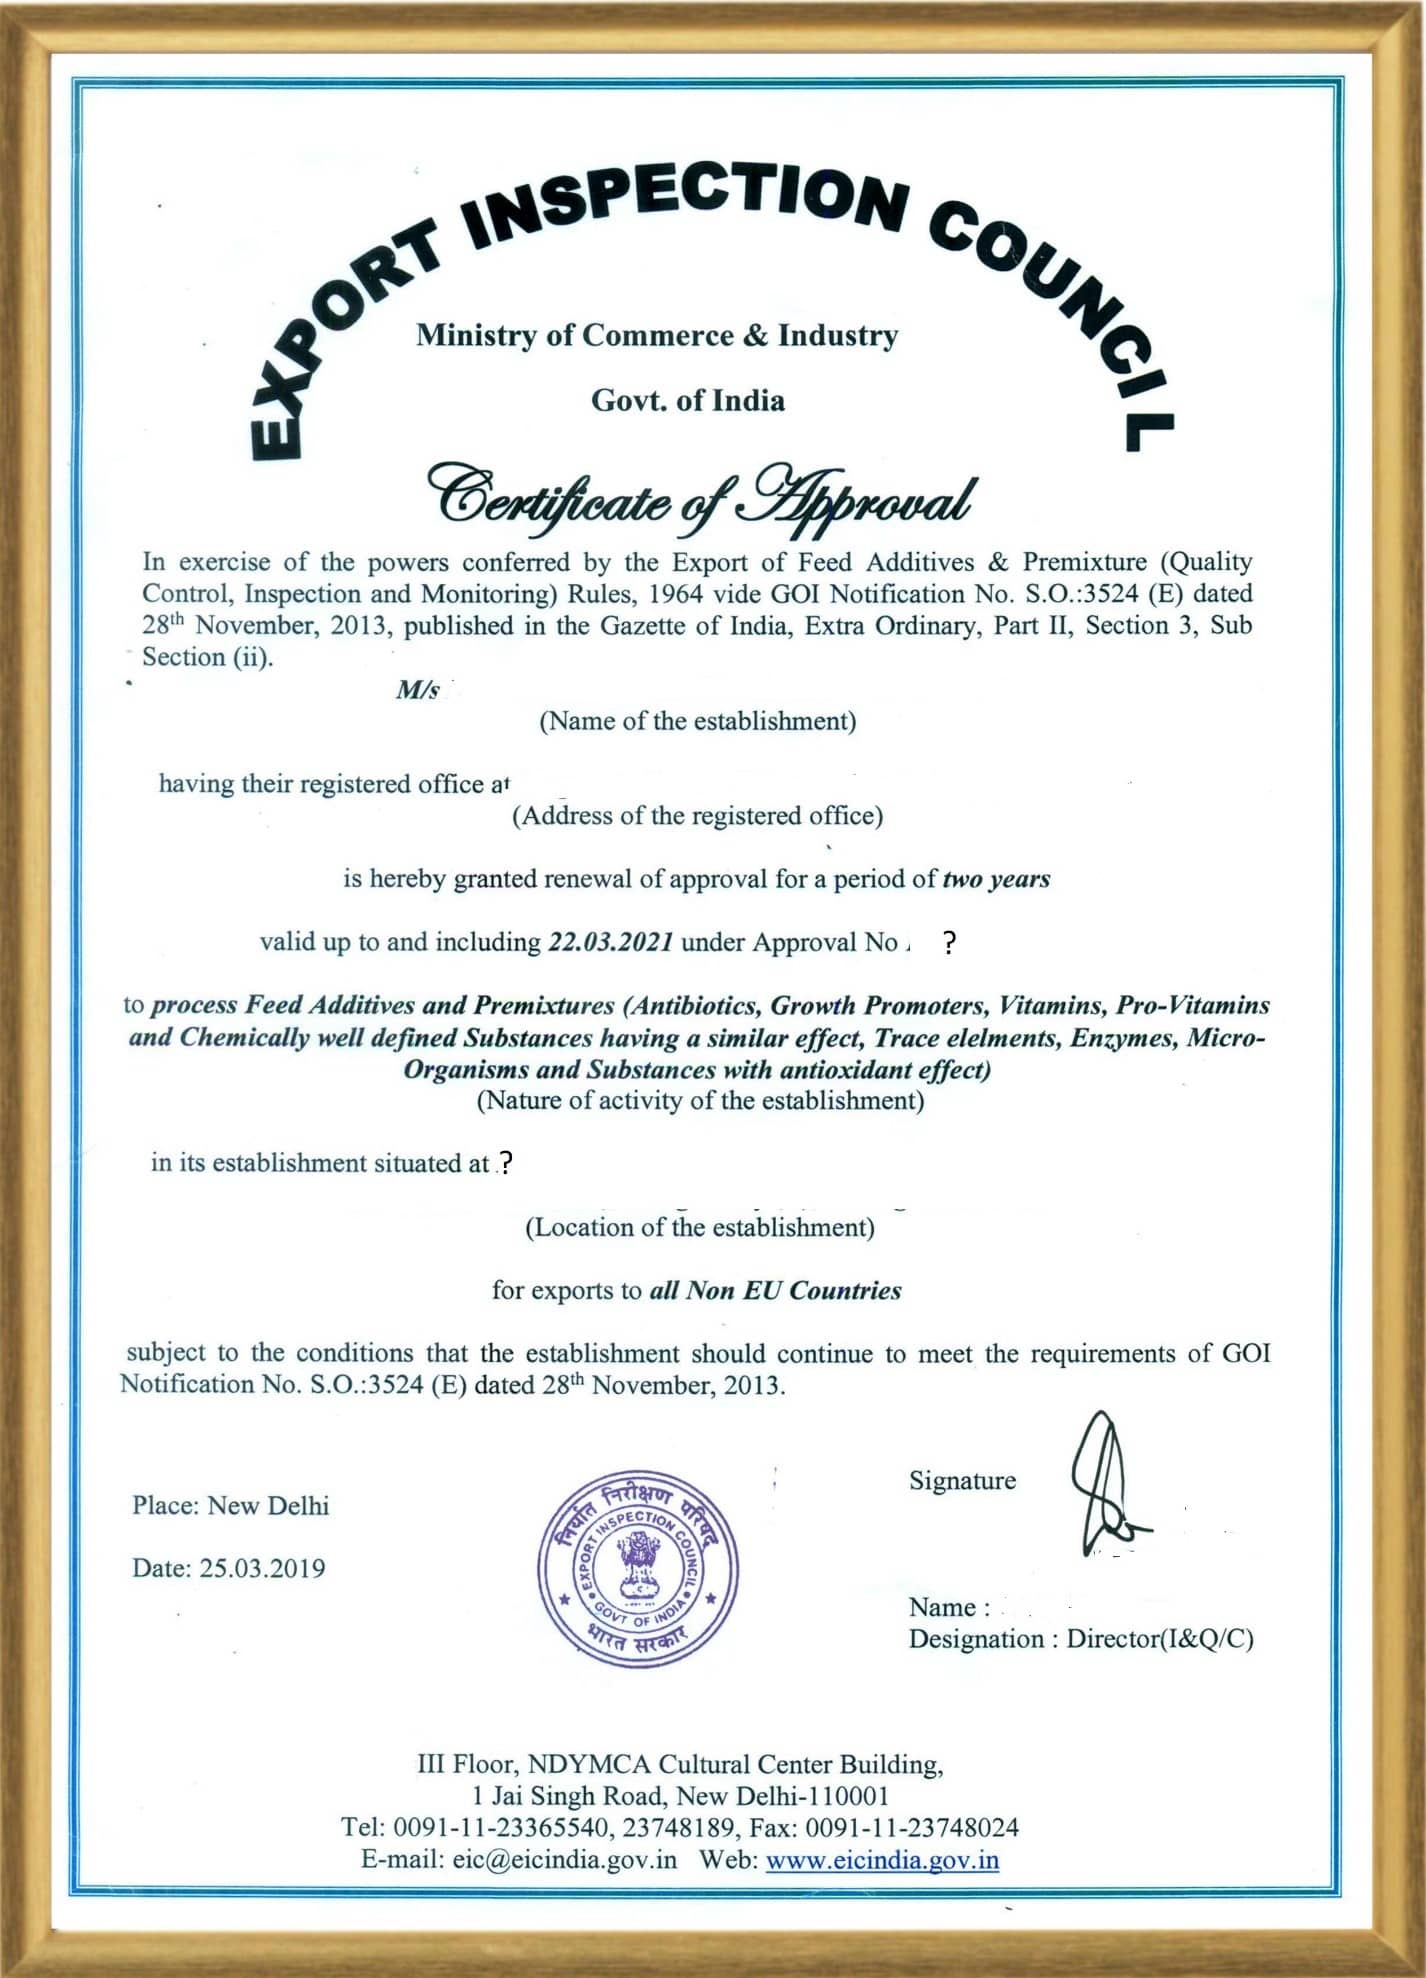 EXPORT INSPECTION COUNCIL
Ministry of Commerce & Industry
Govt. of India
Certificate of Approval
In exercise of the powers conferred by the Export of Feed Additives & Premixture (Quality
Control, Inspection and Monitoring) Rules, 1964 vide GOI Notification No. S.O.:3524 (E) dated
28th November, 2013, published in the Gazette of India, Extra Ordinary, Part II, Section 3, Sub
Section (ii).
M/s
(Name of the establishment)
having their registered office at
(Address of the registered office)
is hereby granted renewal of approval for a period of two years
valid up to and including 22.03.2021 under Approval No ?
to process Feed Additives and Premixtures (Antibiotics, Growth Promoters, Vitamins, Pro-Vitamins
and Chemically well defined Substances having a similar effect, Trace elelments, Enzymes, Micro-
Organisms and Substances with antioxidant effect)
(Nature of activity of the establishment)
in its establishment situated at ?
(Location of the establishment)
for exports to all Non EU Countries
subject to the conditions that the establishment should continue to meet the requirements of GOI
Notification No. S.O.:3524 (E) dated 28th November, 2013.
Signature
Place: New Delhi
Date: 25.03.2019
निर्यात निरीक्षण परिषद
EXPORT INSPECTION COUNCIL
GOVT OF INDIA
भारत सरकार
Name :
Designation : Director(I&Q/C)
III Floor, NDYMCA Cultural Center Building,
1 Jai Singh Road, New Delhi-110001
Tel: 0091-11-23365540, 23748189, Fax: 0091-11-23748024
E-mail: eic@eicindia.gov.in Web: www.eicindia.gov.in